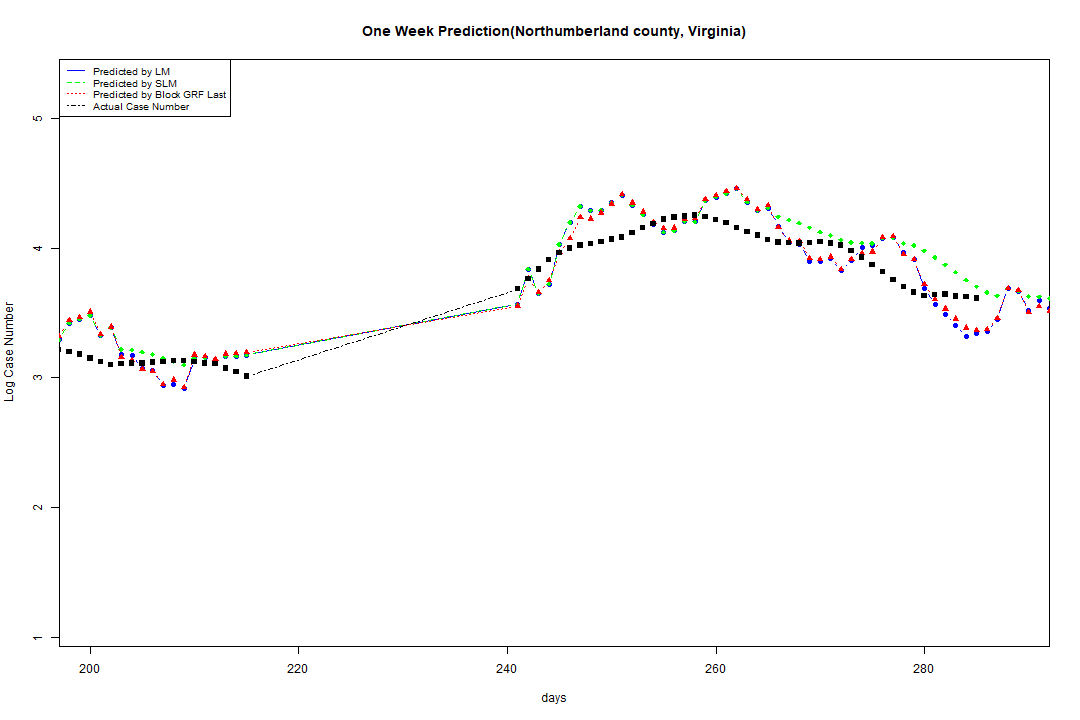 One Week Prediction(Northumberland county, Virginia)
Predicted by LM
Predicted by SLM
Predicted by Block GRF Last
Actual Case Number
5
4
3
2
1
Log Case Number
200 220 240 260 280
days